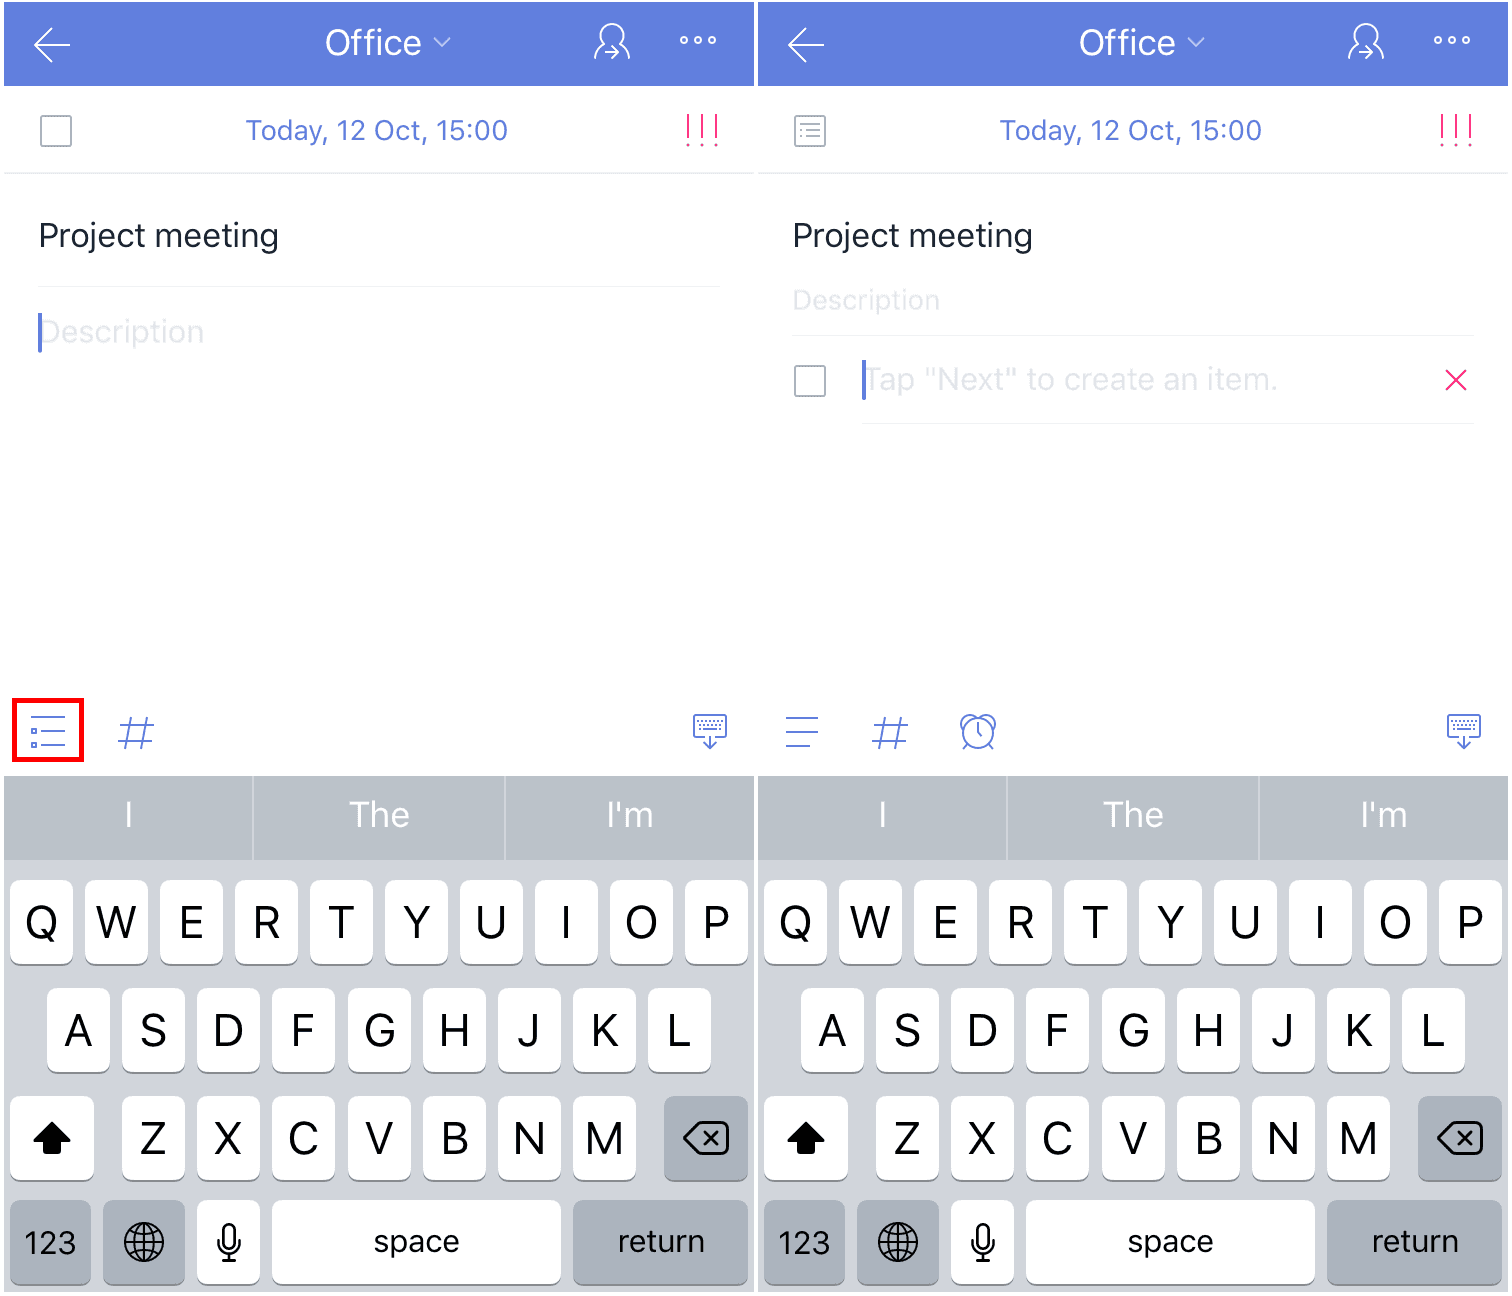 Office
Today, 12 Oct, 15:00
!!!
Project meeting
Description
#
I The I'm
Q W E R T Y U I O P
A S D F G H J K L
Z X C V B N M
123 space return
Office
Today, 12 Oct, 15:00
!!!
Project meeting
Description
Tap "Next" to create an item.
#
I The I'm
Q W E R T Y U I O P
A S D F G H J K L
Z X C V B N M
123 space return